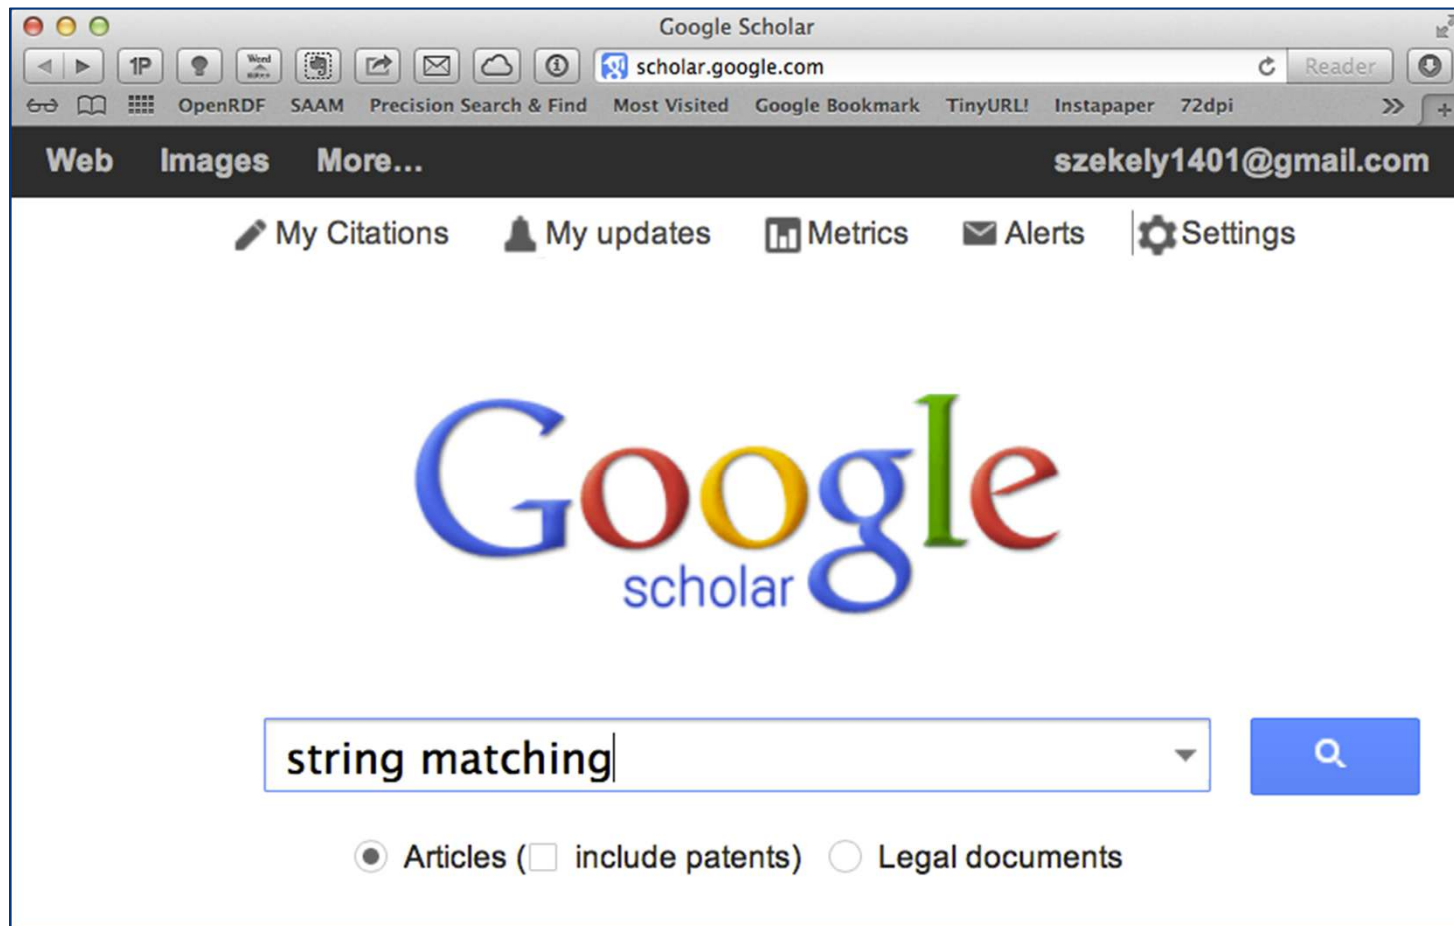 Google Scholar
1P Word scholar.google.com Reader
OpenRDF SAAM Precision Search & Find Most Visited Google Bookmark TinyURL! Instapaper 72dpi
Web Images More... szekely1401@gmail.com
My Citations My updates Metrics Alerts Settings
Google
scholar
string matching
Articles (include patents) Legal documents